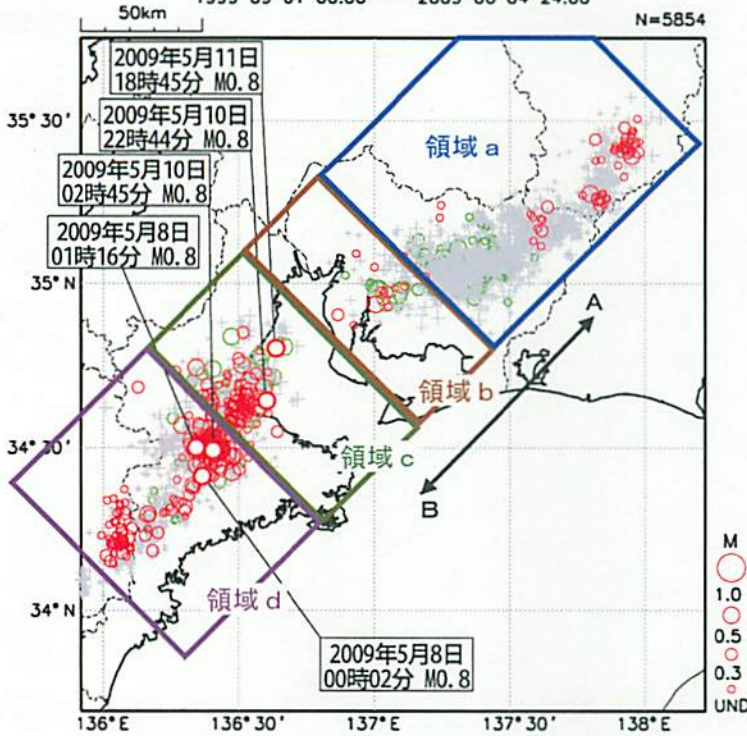 50km
N=5854
2009年5月11日
18時45分 M0.8
2009年5月10日
22時44分 M0.8
2009年5月10日
02時45分 M0.8
2009年5月8日
01時16分 M0.8
35°30'
35°N
34°30'
34°N
領域a
領域b
領域c
領域d
A
B
2009年5月8日
00時02分 M0.8
M
1.0
0.5
0.3
UND
136°E
136°30'
137°E
137°30'
138°E